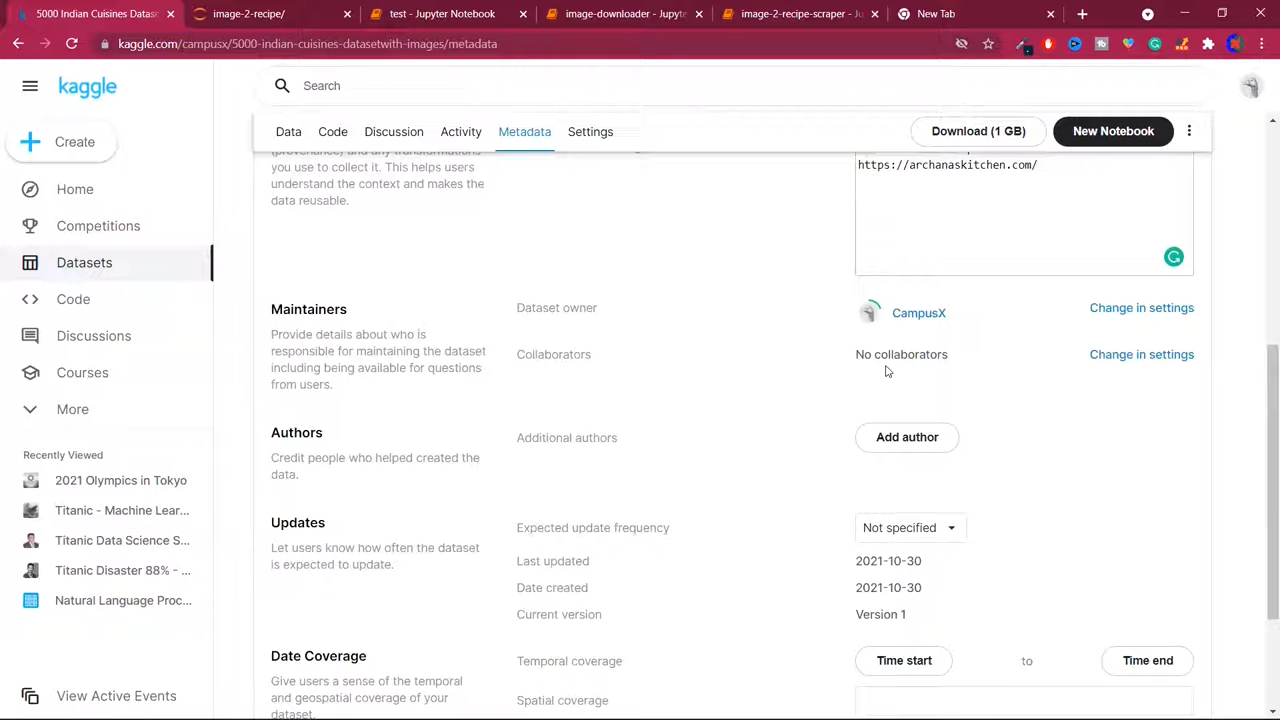 5000 Indian Cuisines Datase
image-2-recipe/
test - Jupyter Notebook
image-downloader - Jupyte
image-2-recipe-scraper - Ju
New Tab
kaggle.com/campusx/5000-indian-cuisines-datasetwith-images/metadata
kaggle
Search
Data
Code
Discussion
Activity
Metadata
Settings
Download (1 GB)
New Notebook
Create
Home
Competitions
Datasets
Code
Discussions
Courses
More
Recently Viewed
2021 Olympics in Tokyo
Titanic - Machine Lear...
Titanic Data Science S...
Titanic Disaster 88% - ...
Natural Language Proc...
View Active Events
(provenance) and any transformations
you use to collect it. This helps users
understand the context and makes the
data reusable.
https://archanaskitchen.com/
Maintainers
Provide details about who is
responsible for maintaining the dataset
including being available for questions
from users.
Dataset owner
CampusX
Change in settings
Collaborators
No collaborators
Change in settings
Authors
Credit people who helped created the
data.
Additional authors
Add author
Updates
Let users know how often the dataset
is expected to update.
Expected update frequency
Not specified
Last updated
2021-10-30
Date created
2021-10-30
Current version
Version 1
Date Coverage
Give users a sense of the temporal
and geospatial coverage of your
dataset.
Temporal coverage
Time start
to
Time end
Spatial coverage